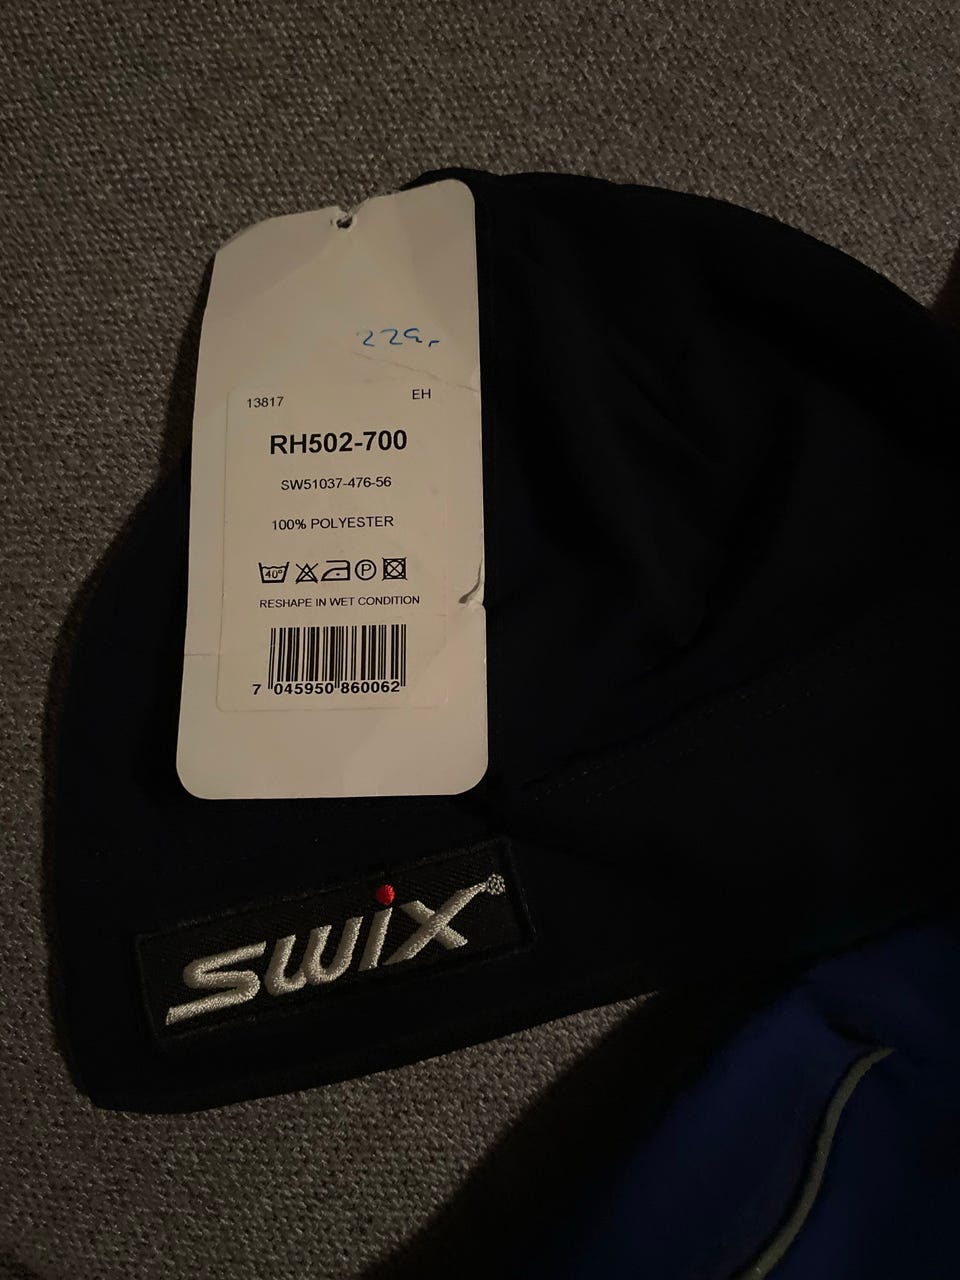 229,-
13817 EH
RH502-700
SW51037-476-56
100% POLYESTER
40° P
RESHAPE IN WET CONDITION
7 045950 860062
SWIX®